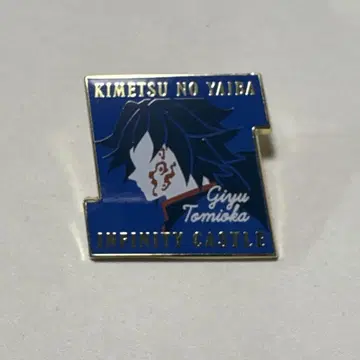 KIMETSU NO YAIBA
Giyu
Tomioka
INFINITY CASTLE